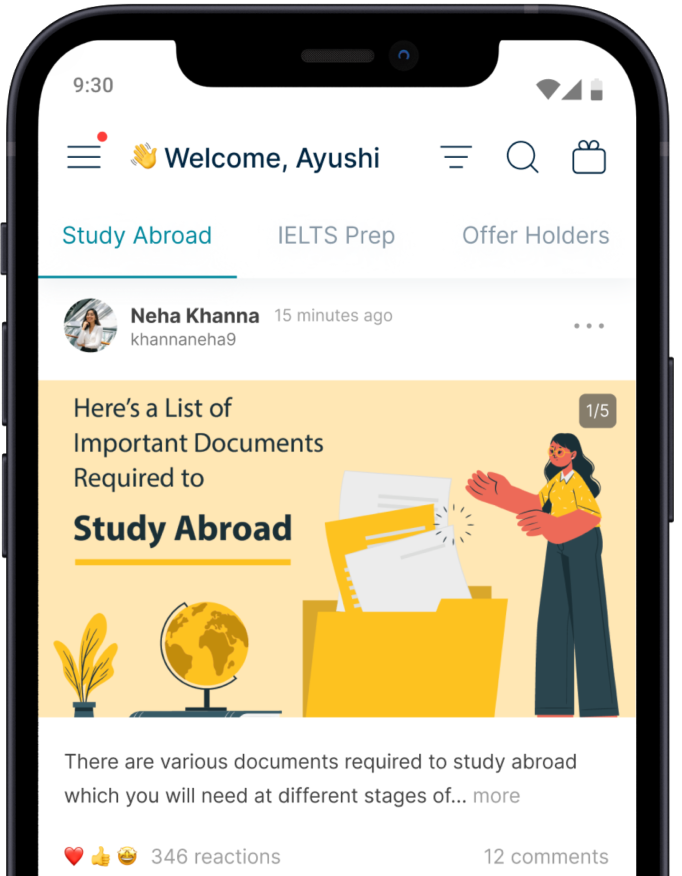 9:30
👋 Welcome, Ayushi
Study Abroad IELTS Prep Offer Holders
Neha Khanna 15 minutes ago
khannaneha9
1/5
Here's a List of
Important Documents
Required to
Study Abroad
There are various documents required to study abroad
which you will need at different stages of... more
❤️👍🤩 346 reactions 12 comments